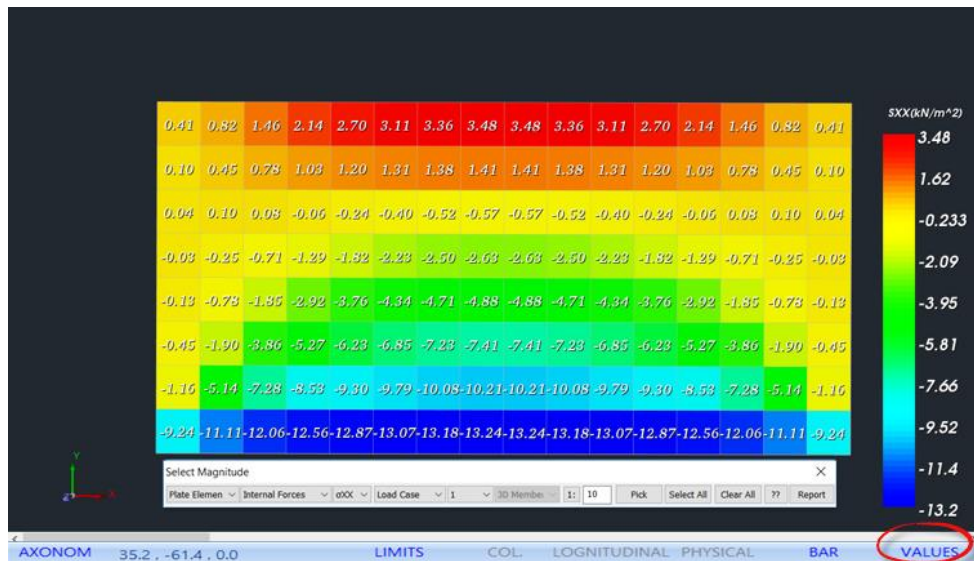 SXX(kN/m^2)
0.41 0.82 1.46 2.14 2.70 3.11 3.36 3.48 3.48 3.36 3.11 2.70 2.14 1.46 0.82 0.41
3.48
0.10 0.45 0.78 1.03 1.20 1.31 1.38 1.41 1.41 1.38 1.31 1.20 1.03 0.78 0.45 0.10
1.62
0.04 0.10 0.08 -0.06 -0.24 -0.40 -0.52 -0.57 -0.57 -0.52 -0.40 -0.24 -0.06 0.08 0.10 0.04
-0.233
-0.03 -0.25 -0.71 -1.29 -1.82 -2.23 -2.50 -2.63 -2.63 -2.50 -2.23 -1.82 -1.29 -0.71 -0.25 -0.03
-2.09
-0.13 -0.78 -1.85 -2.92 -3.76 -4.34 -4.71 -4.88 -4.88 -4.71 -4.34 -3.76 -2.92 -1.85 -0.78 -0.13
-3.95
-0.45 -1.90 -3.86 -5.27 -6.23 -6.85 -7.23 -7.41 -7.41 -7.23 -6.85 -6.23 -5.27 -3.86 -1.90 -0.45
-5.81
-1.16 -5.14 -7.28 -8.53 -9.30 -9.79 -10.08 -10.21 -10.21 -10.08 -9.79 -9.30 -8.53 -7.28 -5.14 -1.16
-7.66
-9.24 -11.11 -12.06 -12.56 -12.87 -13.07 -13.18 -13.24 -13.24 -13.18 -13.07 -12.87 -12.56 -12.06 -11.11 -9.24
-9.52
-11.4
-13.2
Y
Z X
Select Magnitude
Plate Elemen Internal Forces σXX Load Case 1 3D Member 1: 10 Pick Select All Clear All ?? Report
AXONOM 35.2 , -61.4 , 0.0 LIMITS COL. LOGNITUDINAL PHYSICAL BAR VALUES